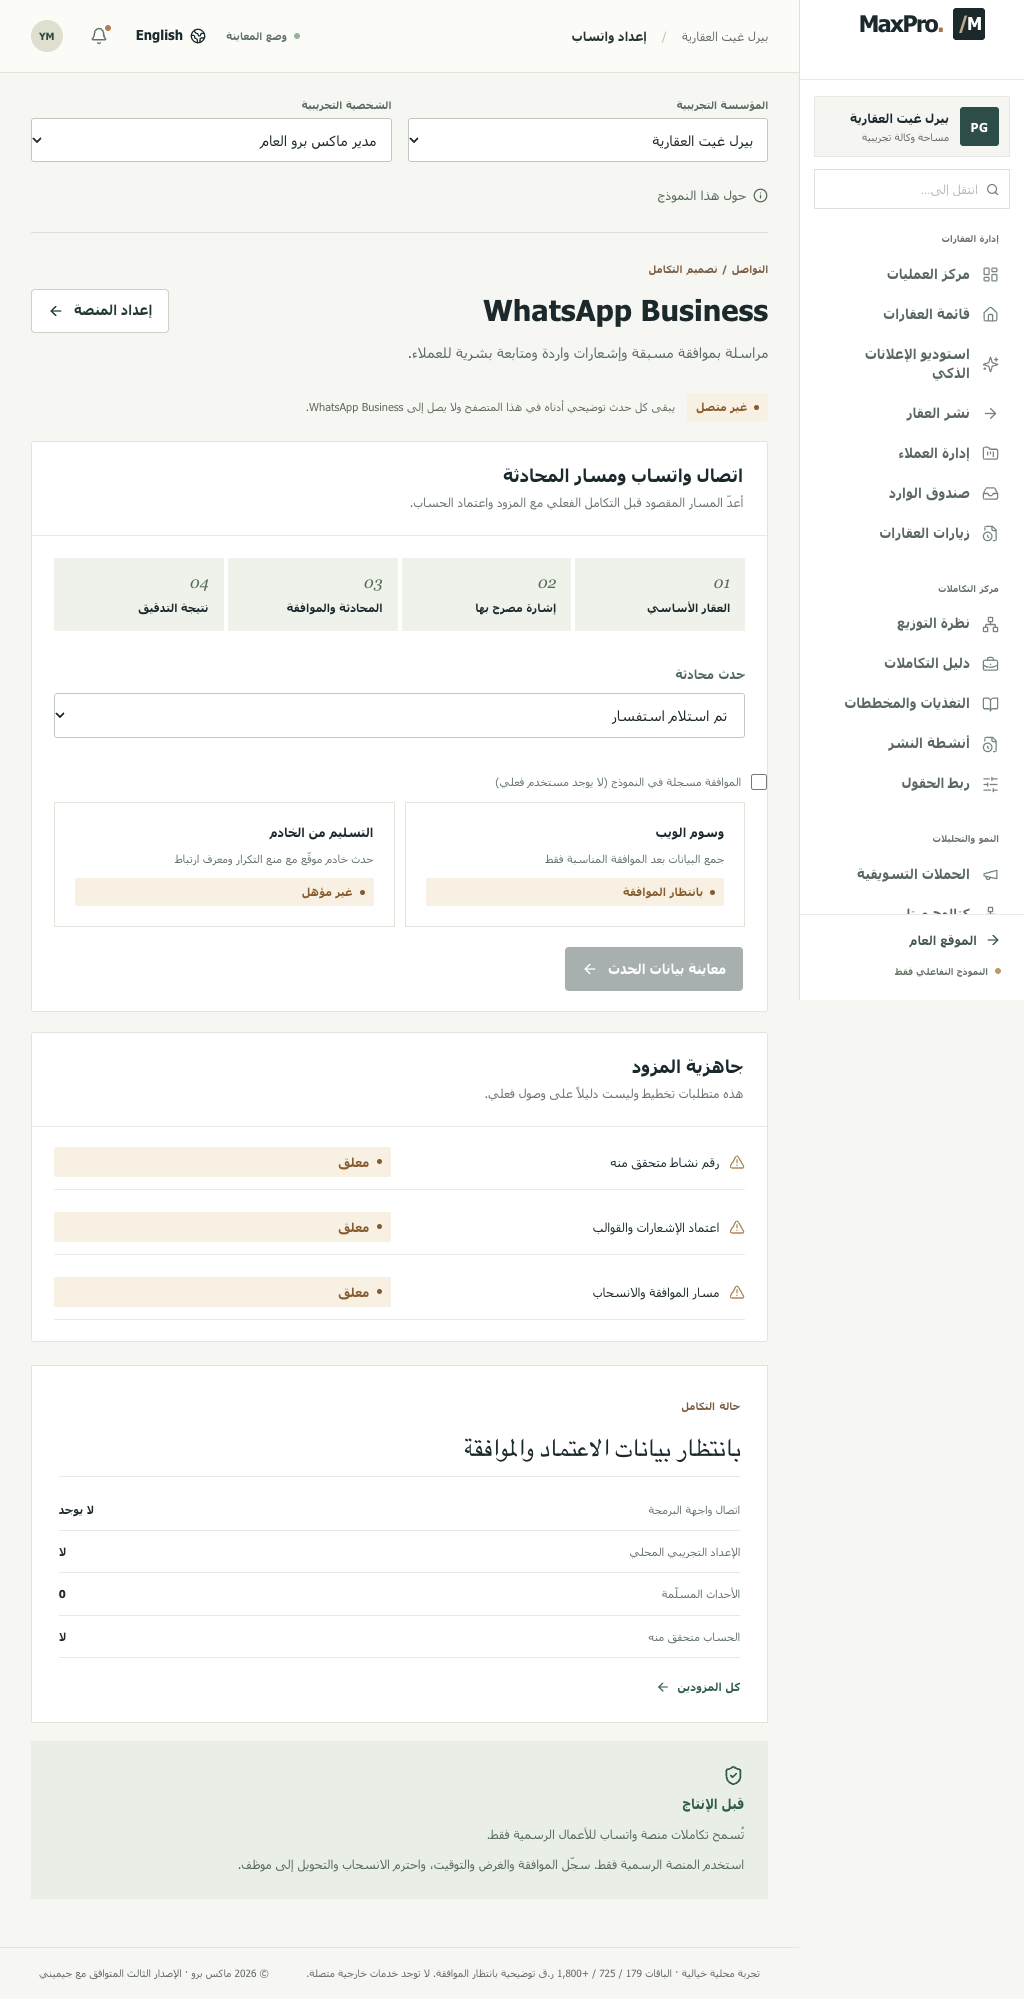 MaxPro. /M
PG
بيرل غيت العقارية
مساحة وكالة تجريبية
انتقل إلى...
إدارة العقارات
مركز العمليات
قائمة العقارات
استوديو الإعلانات
الذكي
نشر العقار
إدارة العملاء
صندوق الوارد
زيارات العقارات
مركز التكاملات
نظرة التوزيع
دليل التكاملات
التغذيات والمخططات
أنشطة النشر
ربط الحقول
النمو والتحليلات
الحملات التسويقية
الموقع العام
النموذج التفاعلي فقط
بيرل غيت العقارية / إعداد واتساب
وضع المعاينة
English
YM
المؤسسة التجريبية
بيرل غيت العقارية
الشخصية التجريبية
مدير ماكس برو العام
حول هذا النموذج
التواصل / تصميم التكامل
WhatsApp Business
إعداد المنصة
مراسلة بموافقة مسبقة وإشعارات واردة ومتابعة بشرية للعملاء.
غير متصل
يبقى كل حدث توضيحي أدناه في هذا المتصفح ولا يصل إلى WhatsApp Business.
اتصال واتساب ومسار المحادثة
أعدّ المسار المقصود قبل التكامل الفعلي مع المزود واعتماد الحساب.
01
العقار الأساسي
02
إشارة مصرح بها
03
المحادثة والموافقة
04
نتيجة التدقيق
حدث محادثة
تم استلام استفسار
الموافقة مسجلة في النموذج (لا يوجد مستخدم فعلي)
وسوم الويب
جمع البيانات بعد الموافقة المناسبة فقط
بانتظار الموافقة
التسليم من الخادم
حدث خادم موقّع مع منع التكرار ومعرف ارتباط
غير مؤهل
معاينة بيانات الحدث
جاهزية المزود
هذه متطلبات تخطيط وليست دليلاً على وصول فعلي.
رقم نشاط متحقق منه
معلق
اعتماد الإشعارات والقوالب
معلق
مسار الموافقة والانسحاب
معلق
حالة التكامل
بانتظار بيانات الاعتماد والموافقة
اتصال واجهة البرمجة
لا يوجد
الإعداد التجريبي المحلي
لا
الأحداث المسلّمة
0
الحساب متحقق منه
لا
كل المزودين
قبل الإنتاج
تُسمح تكاملات منصة واتساب للأعمال الرسمية فقط.
استخدم المنصة الرسمية فقط. سجّل الموافقة والغرض والتوقيت، واحترم الانسحاب والتحويل إلى موظف.
تجربة محلية خيالية · الباقات 179 / 725 / +1,800 ر.ق توضيحية بانتظار الموافقة. لا توجد خدمات خارجية متصلة.
© 2026 ماكس برو · الإصدار الثالث المتوافق مع جيميني